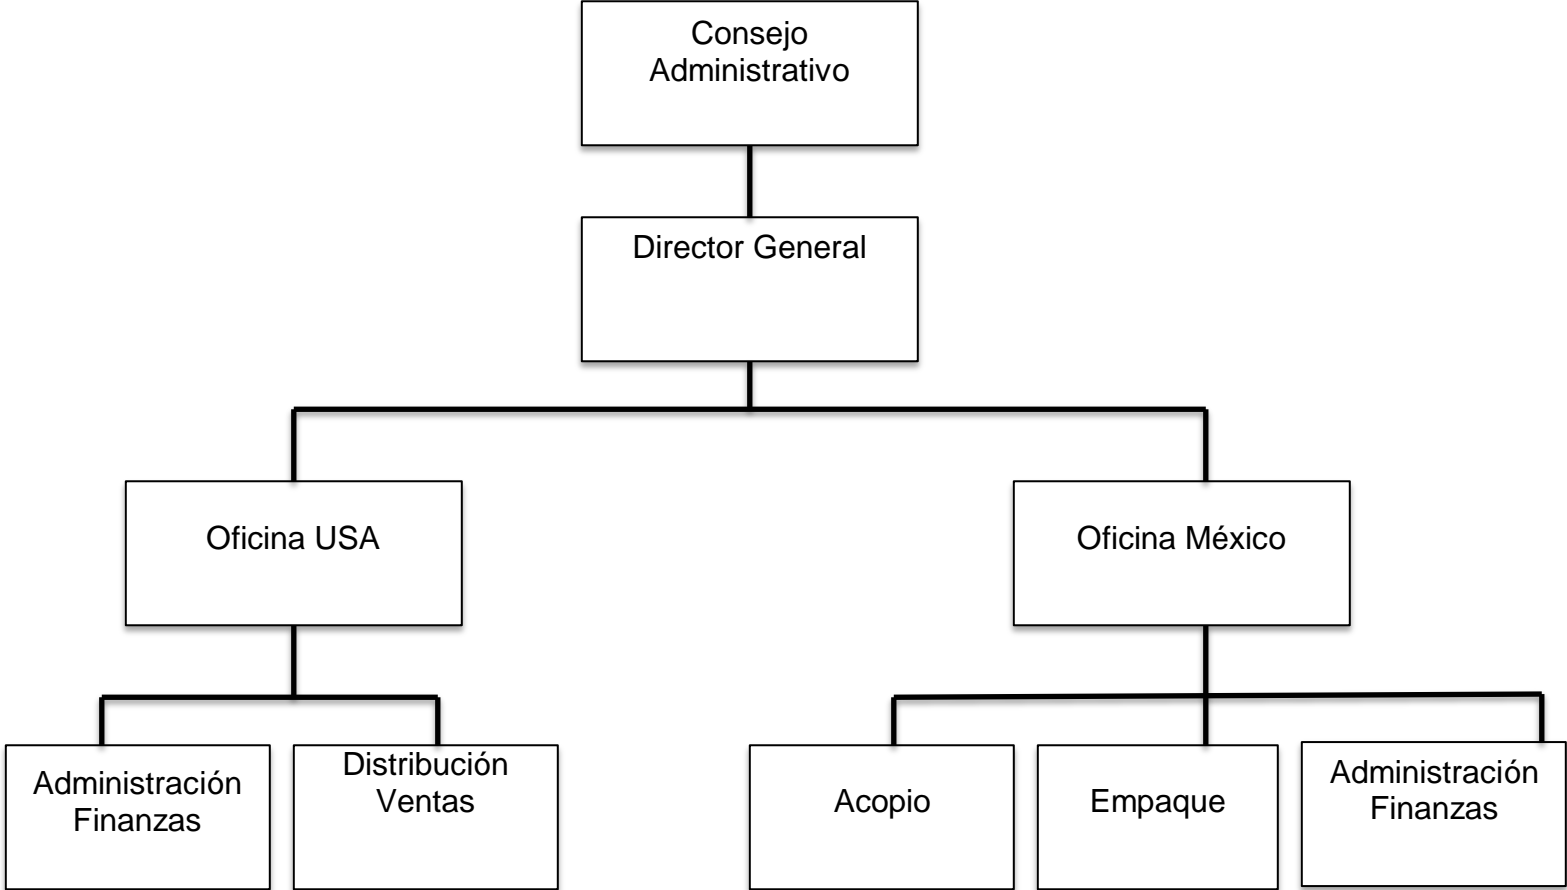 Consejo
Administrativo
Director General
Oficina USA
Oficina México
Administración
Finanzas
Distribución
Ventas
Acopio
Empaque
Administración
Finanzas